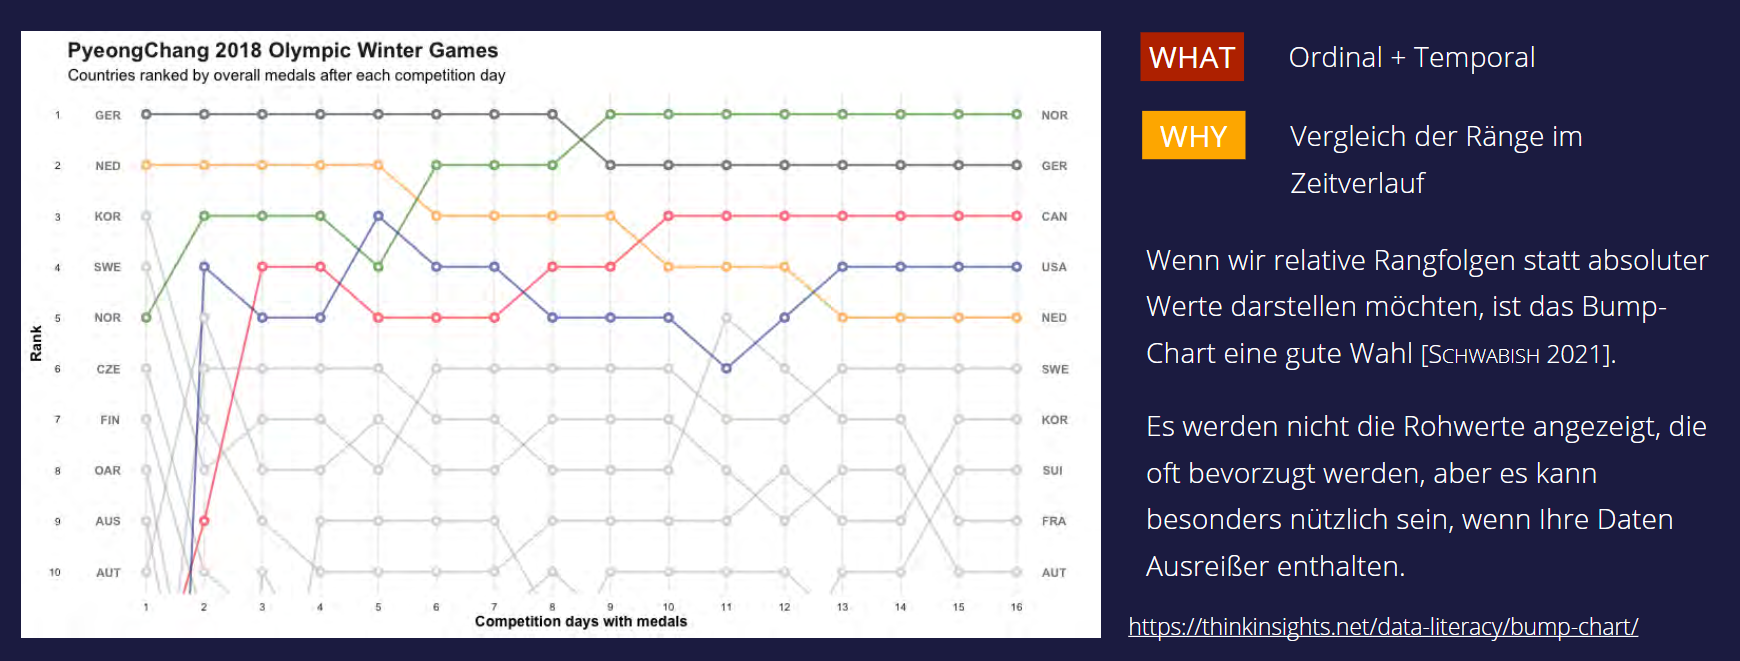 PyeongChang 2018 Olympic Winter Games
Countries ranked by overall medals after each competition day
Rank
1 GER NOR
2 NED GER
3 KOR CAN
4 SWE USA
5 NOR NED
6 CZE SWE
7 FIN KOR
8 OAR SUI
9 AUS FRA
10 AUT AUT
1 2 3 4 5 6 7 8 9 10 11 12 13 14 15 16
Competition days with medals
WHAT Ordinal + Temporal
WHY Vergleich der Ränge im
Zeitverlauf
Wenn wir relative Rangfolgen statt absoluter
Werte darstellen möchten, ist das Bump-
Chart eine gute Wahl [SCHWABISH 2021].
Es werden nicht die Rohwerte angezeigt, die
oft bevorzugt werden, aber es kann
besonders nützlich sein, wenn Ihre Daten
Ausreißer enthalten.
https://thinkinsights.net/data-literacy/bump-chart/